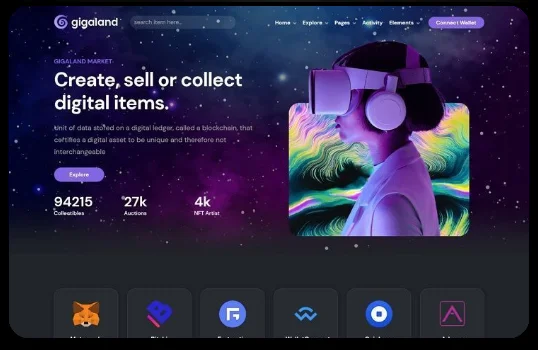 gigaland
search item here...
Home
Explore
Pages
Activity
Elements
Connect Wallet
GIGALAND MARKET
Create, sell or collect
digital items.
Unit of data stored on a digital ledger, called a blockchain, that
certifies a digital asset to be unique and therefore not
interchangeable
Explore
94215
27k
4k
Collectibles
Auctions
NFT Artist